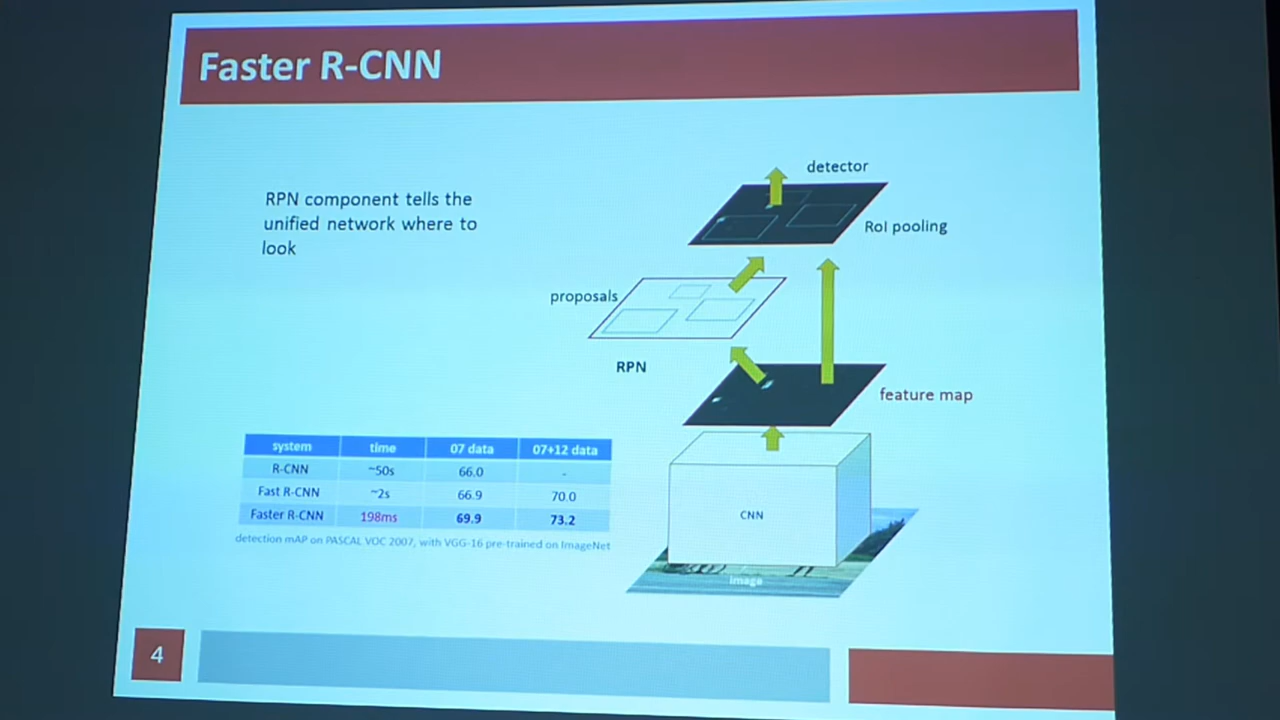 Faster R-CNN
RPN component tells the
unified network where to
look
detector
RoI pooling
proposals
RPN
feature map
CNN
image
system time 07 data 07+12 data
R-CNN ~50s 66.0 -
Fast R-CNN ~2s 66.9 70.0
Faster R-CNN 198ms 69.9 73.2
detection mAP on PASCAL VOC 2007, with VGG-16 pre-trained on ImageNet
4